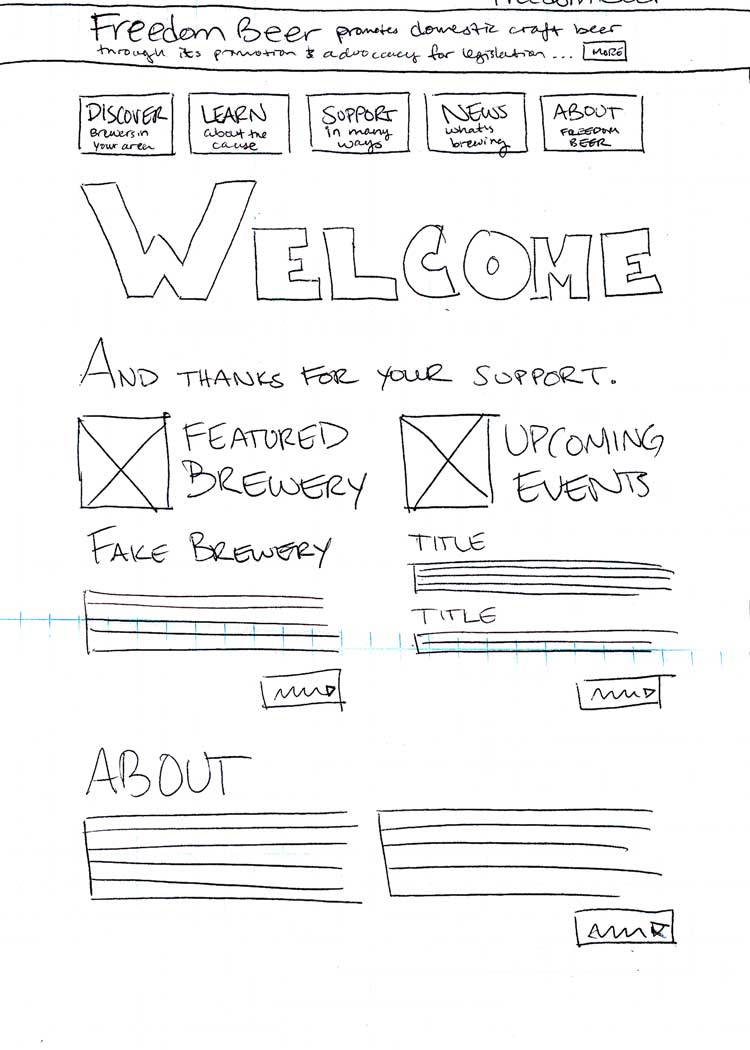 Freedom Beer promotes domestic craft beer
through its promotion & advocacy for legislation... MORE
DISCOVER
Brewers in
your area
LEARN
about the
cause
SUPPORT
in many
ways
NEWS
what's
brewing
ABOUT
FREEDOM
BEER
WELCOME
AND THANKS FOR YOUR SUPPORT.
FEATURED
BREWERY
UPCOMING
EVENTS
FAKE BREWERY
TITLE
TITLE
ABOUT